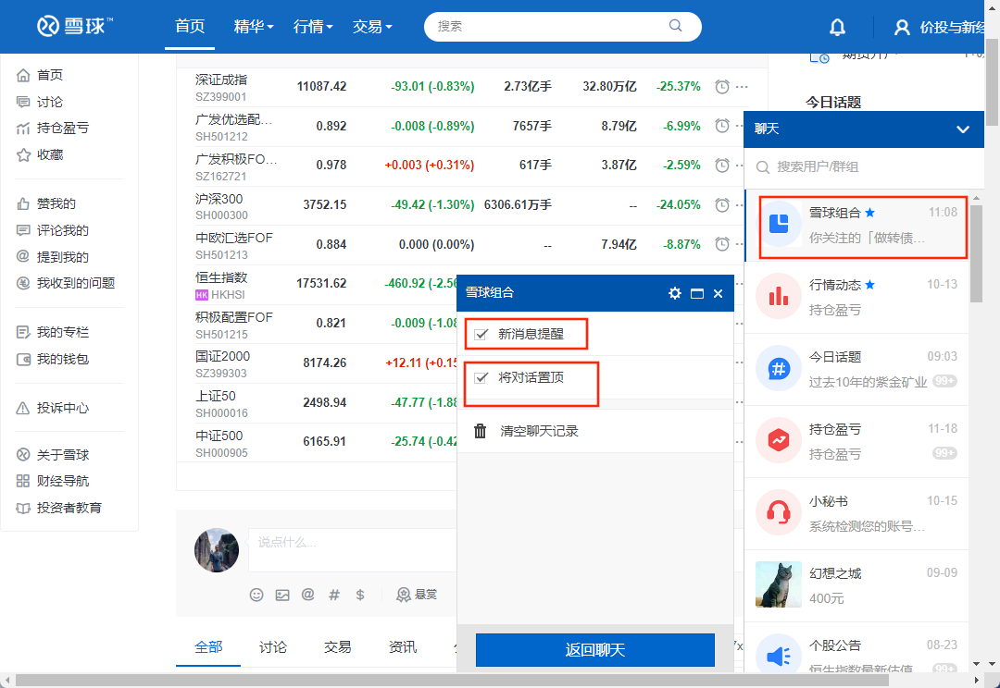 雪球™
首页
精华
行情
交易
搜索
价投与新经
首页
讨论
持仓盈亏
收藏
赞我的
评论我的
提到我的
我收到的问题
我的专栏
我的钱包
投诉中心
关于雪球
财经导航
投资者教育
深证成指 11087.42 -93.01 (-0.83%) 2.73亿手 32.80万亿 -25.37%
SZ399001
广发优选配… 0.892 -0.008 (-0.89%) 7657手 8.79亿 -6.99%
SH501212
广发积极FO… 0.978 +0.003 (+0.31%) 617手 3.87亿 -2.59%
SZ162721
沪深300 3752.15 -49.42 (-1.30%) 6306.61万手 -- -24.05%
SH000300
中欧汇选FOF 0.884 0.000 (0.00%) -- 7.94亿 -8.87%
SH501213
恒生指数 17531.62 -460.92 (-2.56
HK HKHSI
积极配置FOF 0.821 -0.009 (-1.08
SH501215
国证2000 8174.26 +12.11 (+0.15
SZ399303
上证50 2498.94 -47.77 (-1.88
SH000016
中证500 6165.91 -25.74 (-0.42
SH000905
说点什么...
@ # $ 悬赏
全部
讨论
交易
资讯
雪球组合
新消息提醒
将对话置顶
清空聊天记录
返回聊天
今日话题
聊天
搜索用户/群组
雪球组合 11:08
你关注的「做转债...
行情动态 10-13
持仓盈亏
今日话题 09:03
过去10年的紫金矿业 99+
持仓盈亏 11-18
持仓盈亏 99+
小秘书 10-15
系统检测您的账号...
幻想之城 09-09
400元
个股公告 08-23
恒生指数最新估值 99+